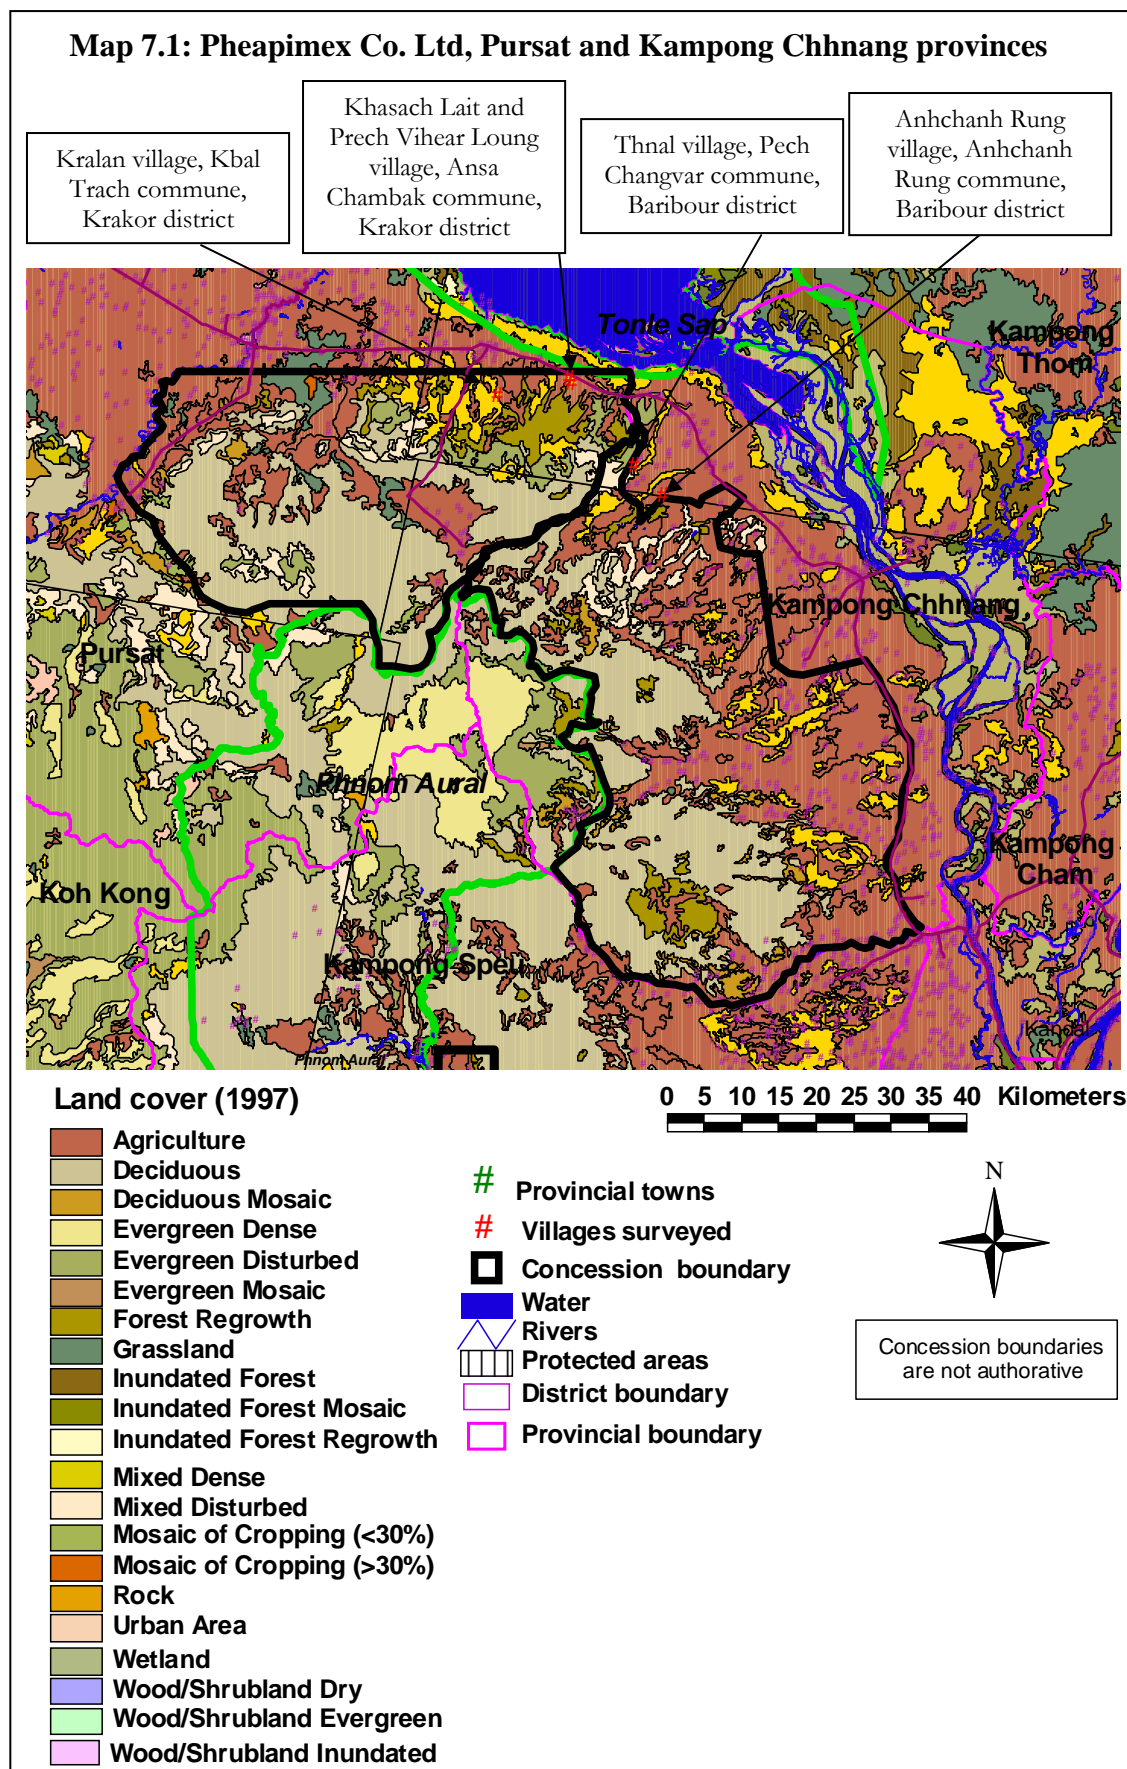 Map 7.1: Pheapimex Co. Ltd, Pursat and Kampong Chhnang provinces
Kralan village, Kbal
Trach commune,
Krakor district
Khasach Lait and
Prech Vihear Loung
village, Ansa
Chambak commune,
Krakor district
Thnal village, Pech
Changvar commune,
Baribour district
Anhchanh Rung
village, Anhchanh
Rung commune,
Baribour district
Tonle Sap
Kampong
Thom
Kampong Chhnang
Pursat
Phnom Aural
Koh Kong
Kampong
Cham
Kampong Speu
Kandal
Phnom Aural
Land cover (1997)
Agriculture
Deciduous
Deciduous Mosaic
Evergreen Dense
Evergreen Disturbed
Evergreen Mosaic
Forest Regrowth
Grassland
Inundated Forest
Inundated Forest Mosaic
Inundated Forest Regrowth
Mixed Dense
Mixed Disturbed
Mosaic of Cropping (<30%)
Mosaic of Cropping (>30%)
Rock
Urban Area
Wetland
Wood/Shrubland Dry
Wood/Shrubland Evergreen
Wood/Shrubland Inundated
# Provincial towns
# Villages surveyed
Concession boundary
Water
Rivers
Protected areas
District boundary
Provincial boundary
0 5 10 15 20 25 30 35 40 Kilometers
N
Concession boundaries
are not authorative